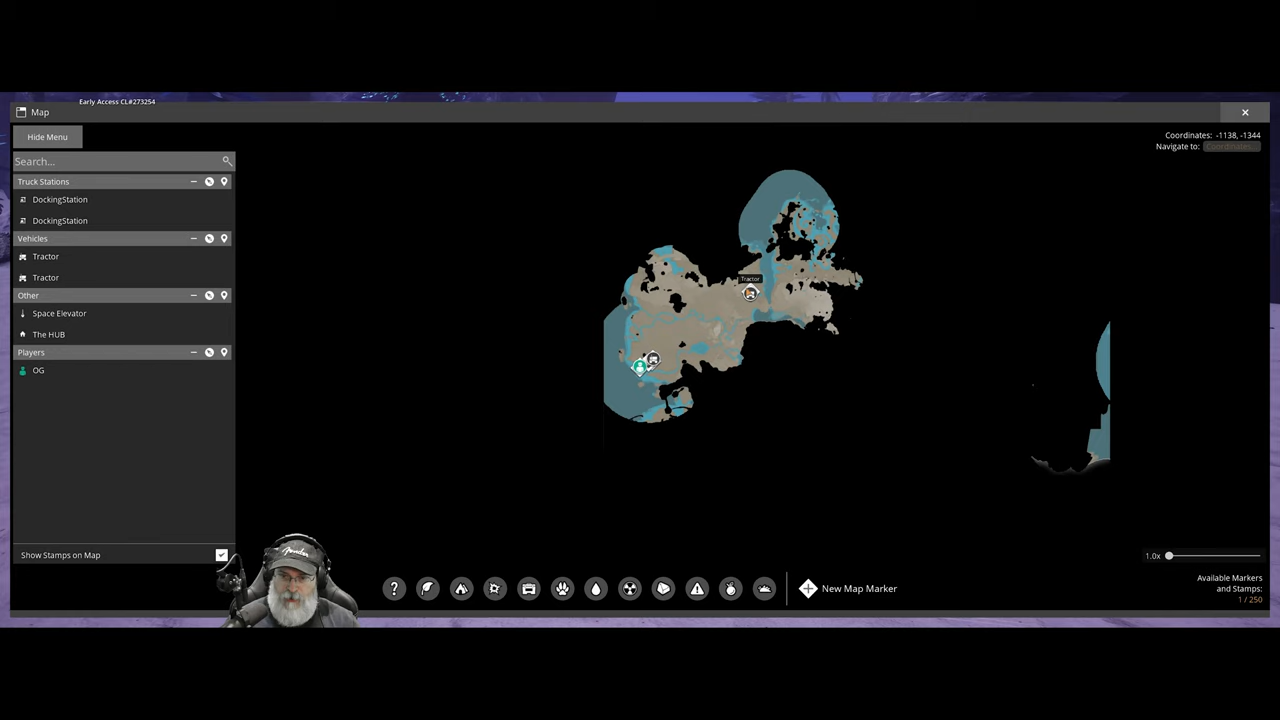 Early Access CL#273254
Map
Hide Menu
Coordinates: -1138, -1344
Navigate to: Coordinates...
Search...
Truck Stations
DockingStation
DockingStation
Vehicles
Tractor
Tractor
Other
Space Elevator
The HUB
Players
OG
Tractor
Show Stamps on Map
1.0x
Fender
?
New Map Marker
Available Markers
and Stamps:
1 / 250